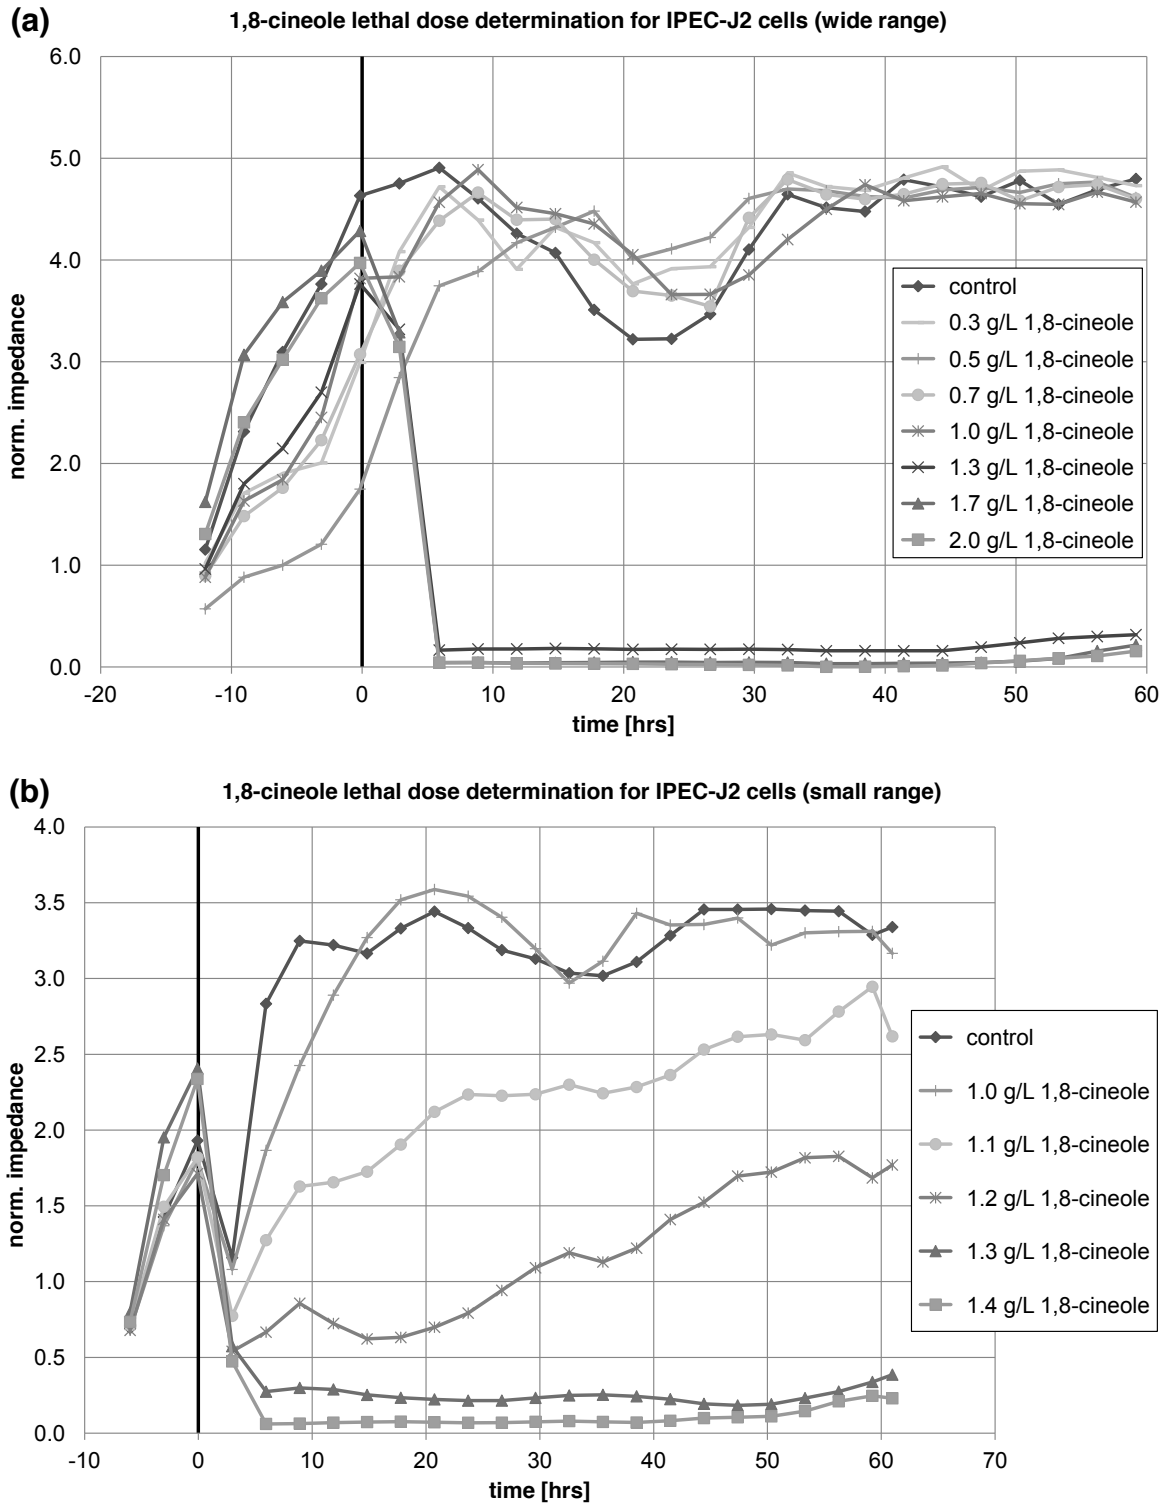 (a)
1,8-cineole lethal dose determination for IPEC-J2 cells (wide range)
6.0
5.0
4.0
3.0
2.0
1.0
0.0
norm. impedance
-20
-10
0
10
20
30
40
50
60
time [hrs]
control
0.3 g/L 1,8-cineole
0.5 g/L 1,8-cineole
0.7 g/L 1,8-cineole
1.0 g/L 1,8-cineole
1.3 g/L 1,8-cineole
1.7 g/L 1,8-cineole
2.0 g/L 1,8-cineole
(b)
1,8-cineole lethal dose determination for IPEC-J2 cells (small range)
4.0
3.5
3.0
2.5
2.0
1.5
1.0
0.5
0.0
norm. impedance
-10
0
10
20
30
40
50
60
70
time [hrs]
control
1.0 g/L 1,8-cineole
1.1 g/L 1,8-cineole
1.2 g/L 1,8-cineole
1.3 g/L 1,8-cineole
1.4 g/L 1,8-cineole